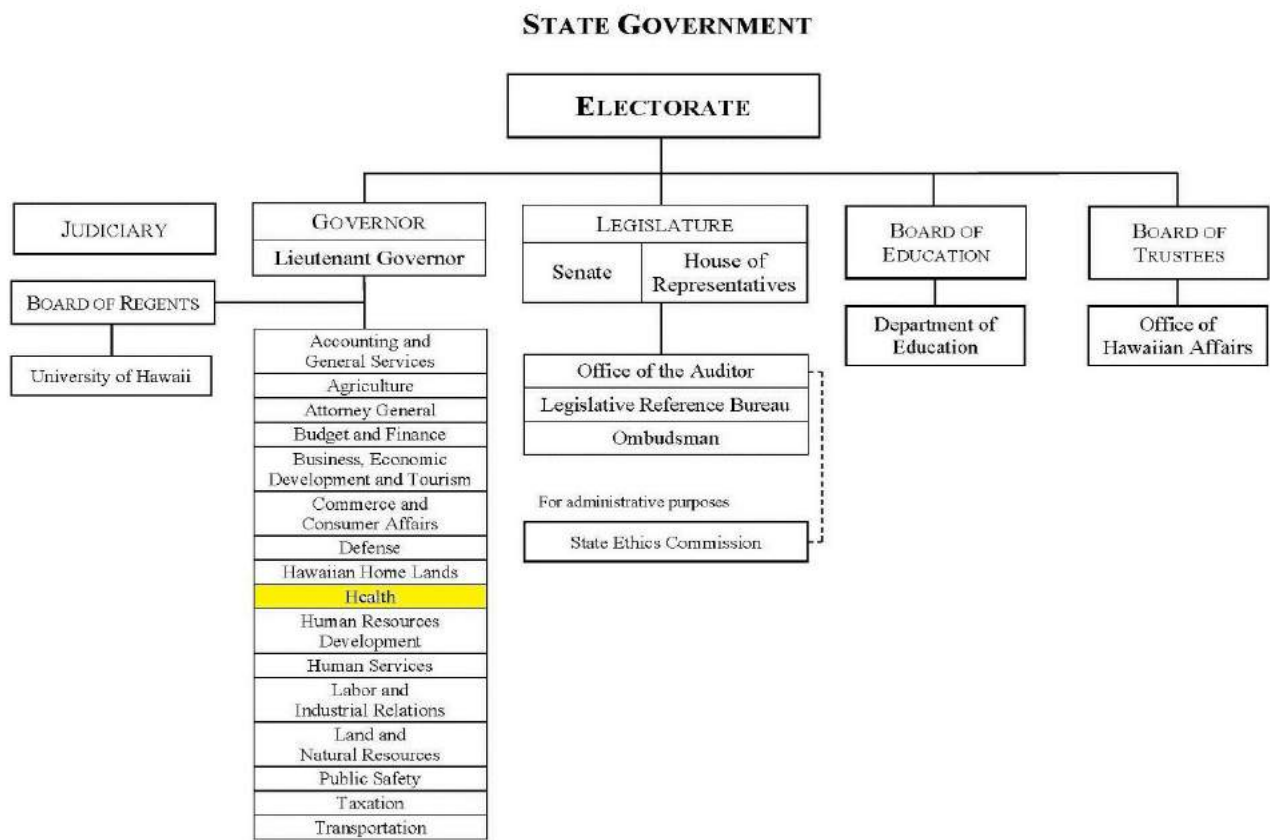 STATE GOVERNMENT
ELECTORATE
JUDICIARY
BOARD OF REGENTS
University of Hawaii
GOVERNOR
Lieutenant Governor
Accounting and
General Services
Agriculture
Attorney General
Budget and Finance
Business, Economic
Development and Tourism
Commerce and
Consumer Affairs
Defense
Hawaiian Home Lands
Health
Human Resources
Development
Human Services
Labor and
Industrial Relations
Land and
Natural Resources
Public Safety
Taxation
Transportation
LEGISLATURE
Senate
House of
Representatives
Office of the Auditor
Legislative Reference Bureau
Ombudsman
For administrative purposes
State Ethics Commission
BOARD OF
EDUCATION
Department of
Education
BOARD OF
TRUSTEES
Office of
Hawaiian Affairs